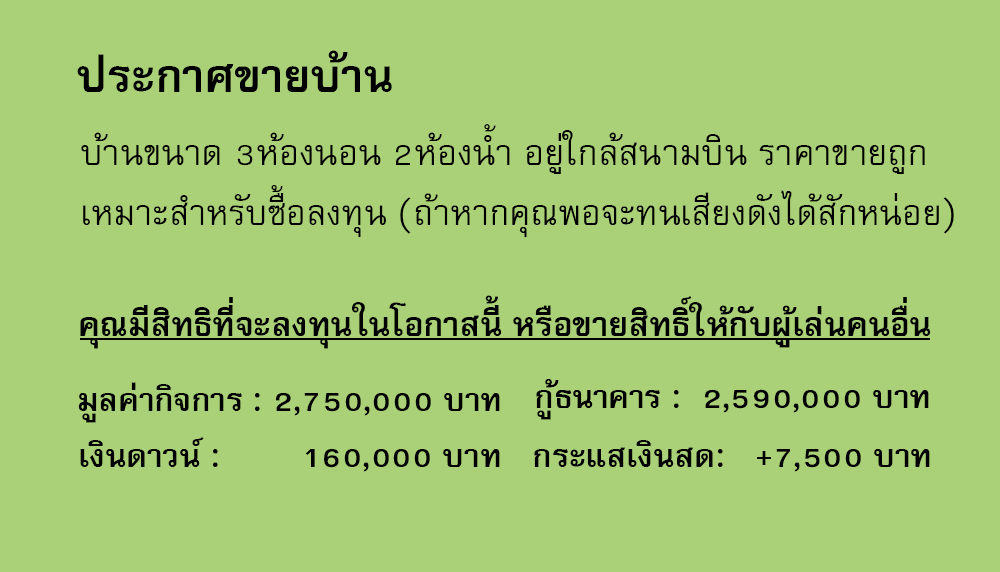 ประกาศขายบ้าน
บ้านขนาด 3ห้องนอน 2ห้องน้ำ อยู่ใกล้สนามบิน ราคาขายถูก
เหมาะสำหรับซื้อลงทุน (ถ้าหากคุณพอจะทนเสียงดังได้สักหน่อย)
คุณมีสิทธิที่จะลงทุนในโอกาสนี้ หรือขายสิทธิ์ให้กับผู้เล่นคนอื่น
มูลค่ากิจการ : 2,750,000 บาท กู้ธนาคาร : 2,590,000 บาท
เงินดาวน์ : 160,000 บาท กระแสเงินสด: +7,500 บาท